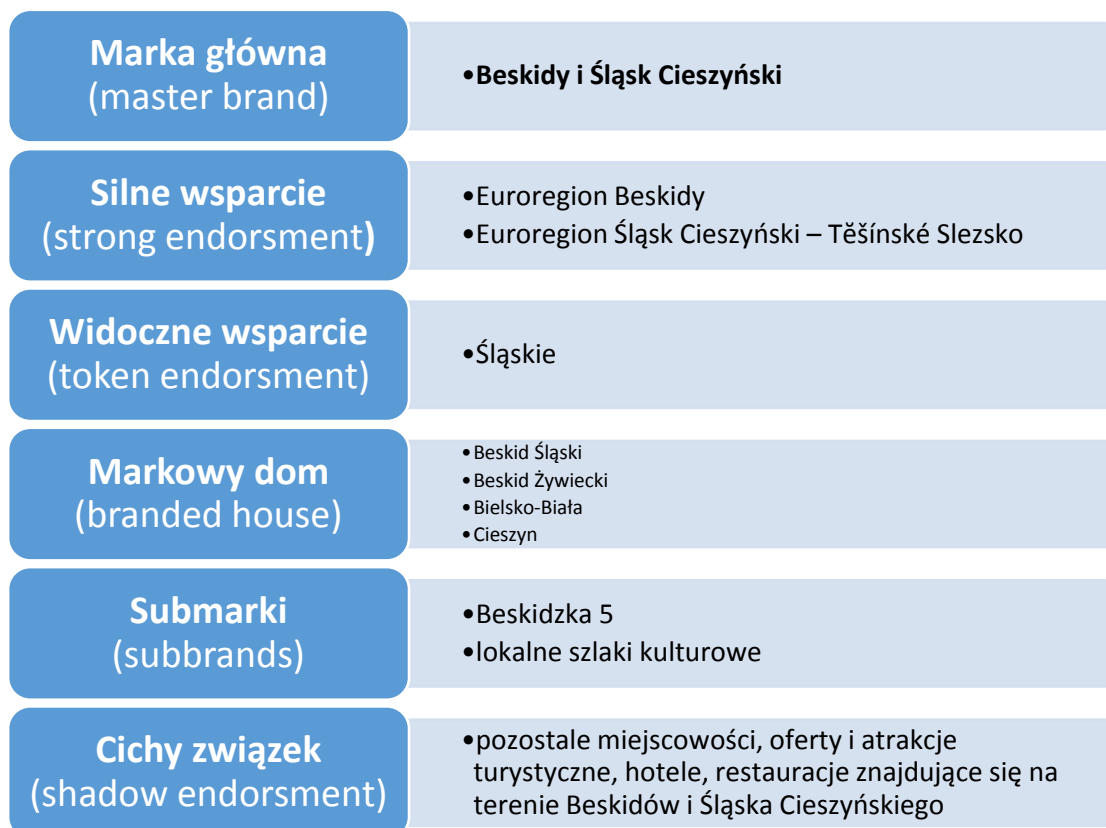 Marka główna
(master brand)
•Beskidy i Śląsk Cieszyński
Silne wsparcie
(strong endorsment)
•Euroregion Beskidy
•Euroregion Śląsk Cieszyński – Těšínské Slezsko
Widoczne wsparcie
(token endorsment)
•Śląskie
Markowy dom
(branded house)
•Beskid Śląski
•Beskid Żywiecki
•Bielsko-Biała
•Cieszyn
Submarki
(subbrands)
•Beskidzka 5
•lokalne szlaki kulturowe
Cichy związek
(shadow endorsment)
•pozostałe miejscowości, oferty i atrakcje
turystyczne, hotele, restauracje znajdujące się na
terenie Beskidów i Śląska Cieszyńskiego